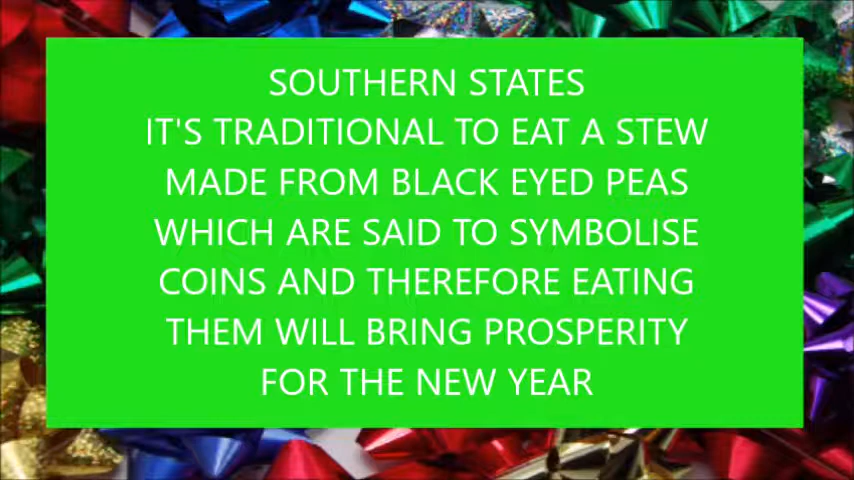 SOUTHERN STATES
IT'S TRADITIONAL TO EAT A STEW
MADE FROM BLACK EYED PEAS
WHICH ARE SAID TO SYMBOLISE
COINS AND THEREFORE EATING
THEM WILL BRING PROSPERITY
FOR THE NEW YEAR